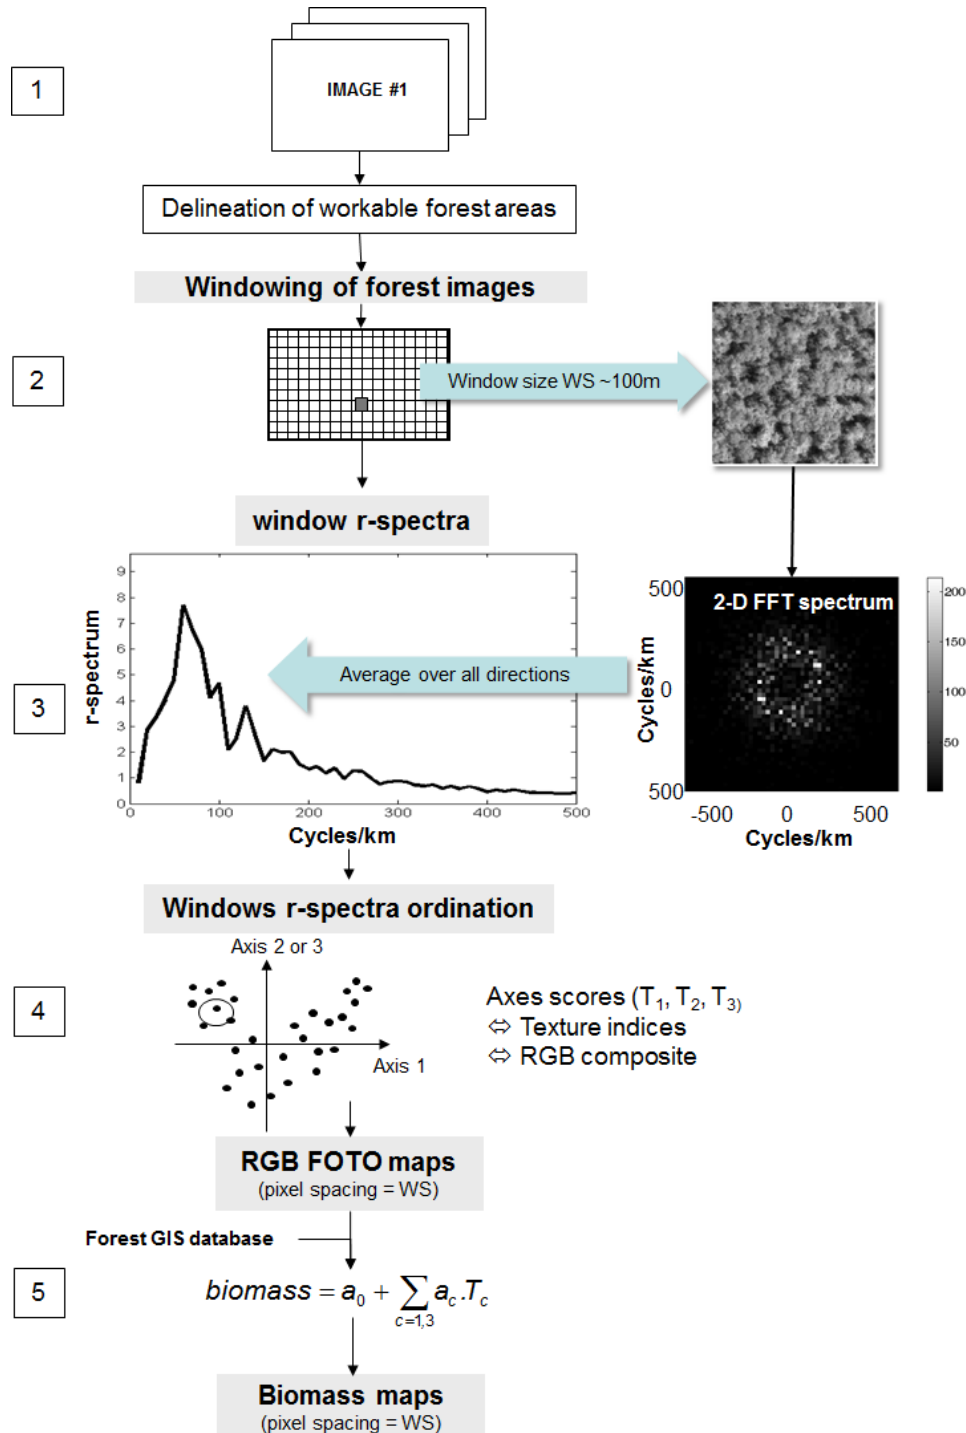 1
IMAGE #1
Delineation of workable forest areas
Windowing of forest images
2
Window size WS ~100m
window r-spectra
3
r-spectrum
9
8
7
6
5
4
3
2
1
0
0 100 200 300 400 500
Cycles/km
Average over all directions
2-D FFT spectrum
500
0
500
Cycles/km
-500 0 500
Cycles/km
200
150
100
50
Windows r-spectra ordination
4
Axis 2 or 3
Axis 1
Axes scores (T₁, T₂, T₃)
⇔ Texture indices
⇔ RGB composite
RGB FOTO maps
(pixel spacing = WS)
Forest GIS database
5
biomass = a₀ + ∑ a_c.T_c
c=1,3
Biomass maps
(pixel spacing = WS)